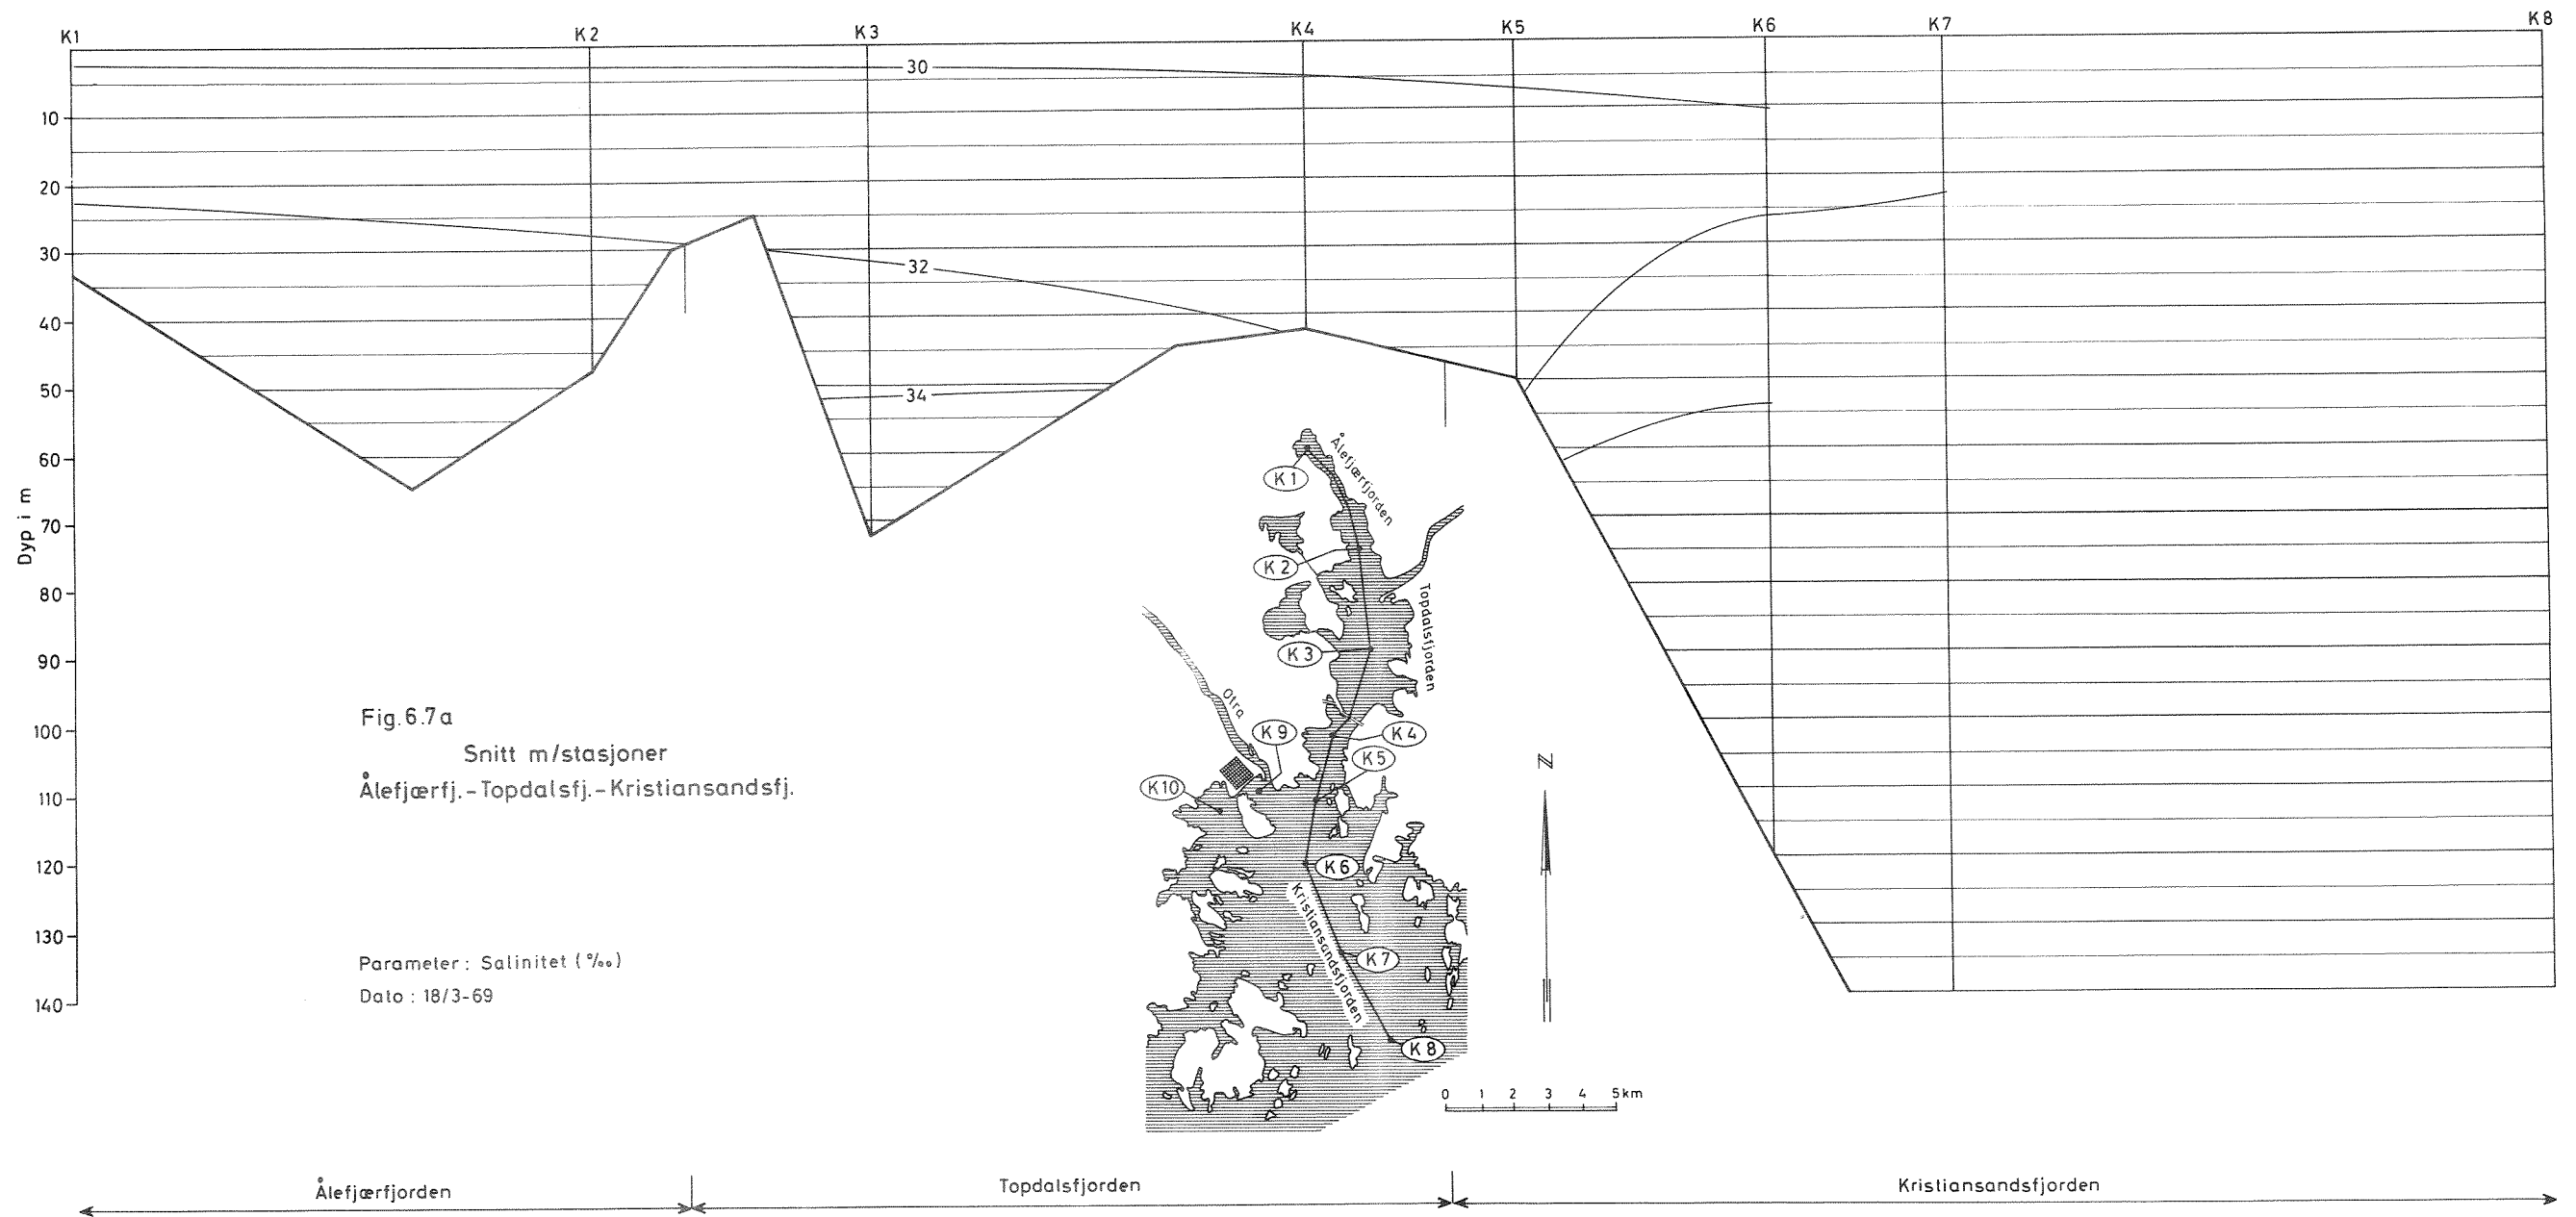 K1 K2 K3 K4 K5 K6 K7 K8
30
10
20
30
32
40
34
50
60
Dyp i m
70
80
90
100
110
120
130
140
Fig. 6.7a
Snitt m/stasjoner
Ålefjærfj.-Topdalsfj.-Kristiansandsfj.
Parameter: Salinitet (‰)
Dato: 18/3-69
Ålefjærfjorden
K1
K2
Topdalsfjorden
K3
Otra
K9
K4
K5
K10
K6
Kristiansandsfjorden
K7
K8
N
0 1 2 3 4 5km
Ålefjærfjorden Topdalsfjorden Kristiansandsfjorden